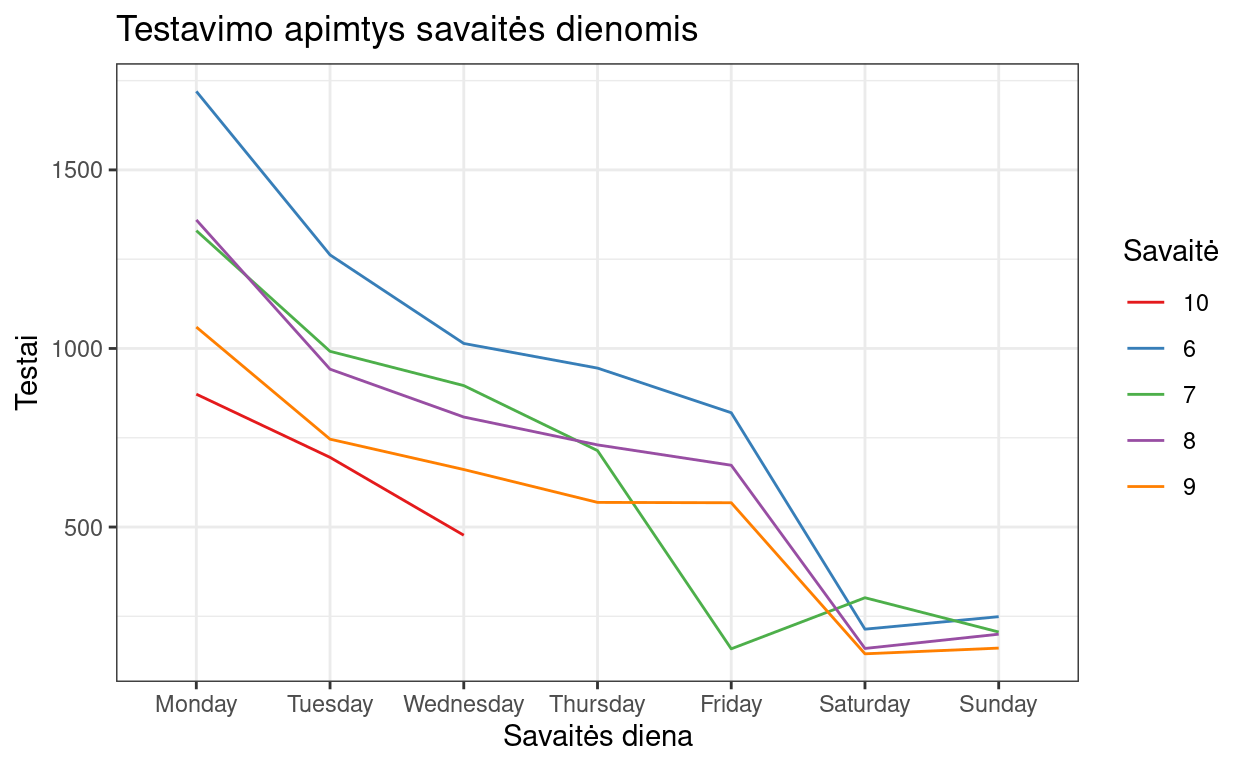 Testavimo apimtys savaitės dienomis
Testai
1500
1000
500
Monday Tuesday Wednesday Thursday Friday Saturday Sunday
Savaitės diena
Savaitė
10
6
7
8
9